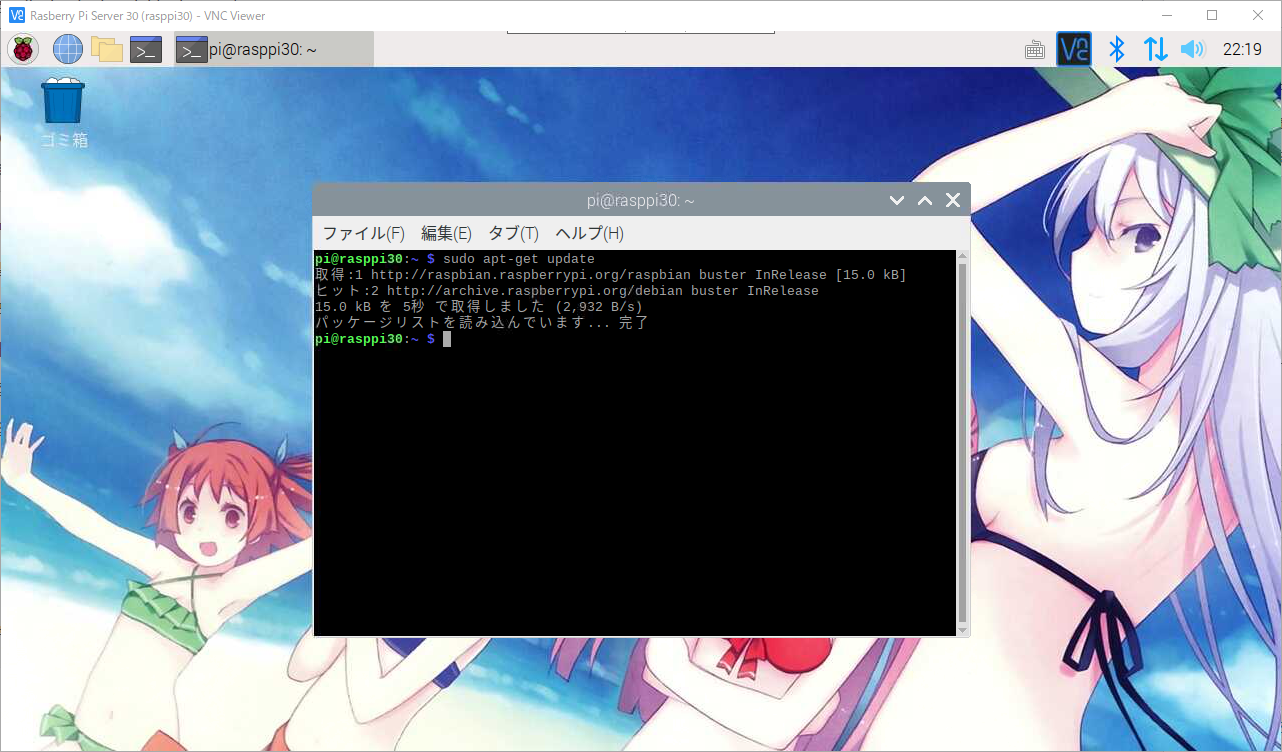 Rasberry Pi Server 30 (rasppi30) - VNC Viewer
pi@rasppi30: ~
22:19
ゴミ箱
pi@rasppi30: ~
ファイル(F) 編集(E) タブ(T) ヘルプ(H)
pi@rasppi30:~ $ sudo apt-get update
取得:1 http://raspbian.raspberrypi.org/raspbian buster InRelease [15.0 kB]
ヒット:2 http://archive.raspberrypi.org/debian buster InRelease
15.0 kB を 5秒 で取得しました (2,932 B/s)
パッケージリストを読み込んでいます... 完了
pi@rasppi30:~ $